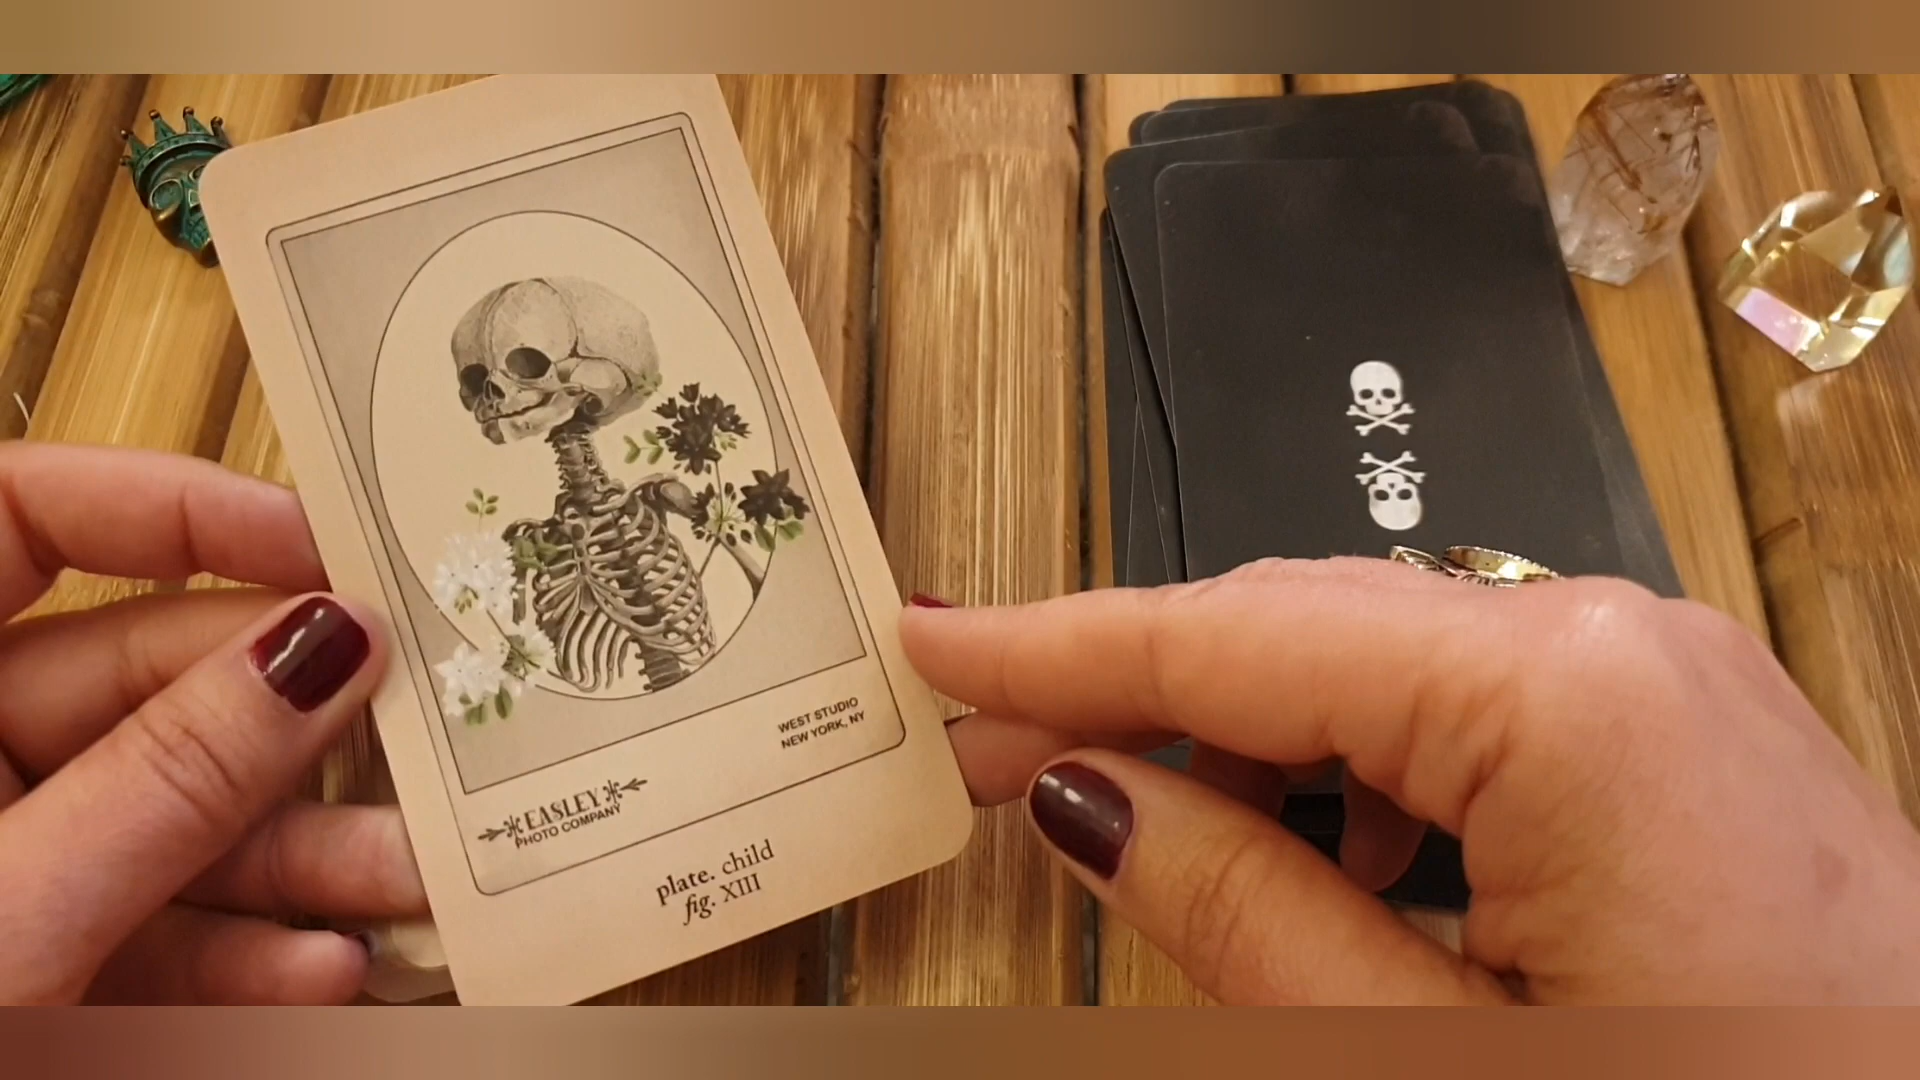 WEST STUDIO
NEW YORK, NY
EASLEY
PHOTO COMPANY
plate. child
fig. XIII